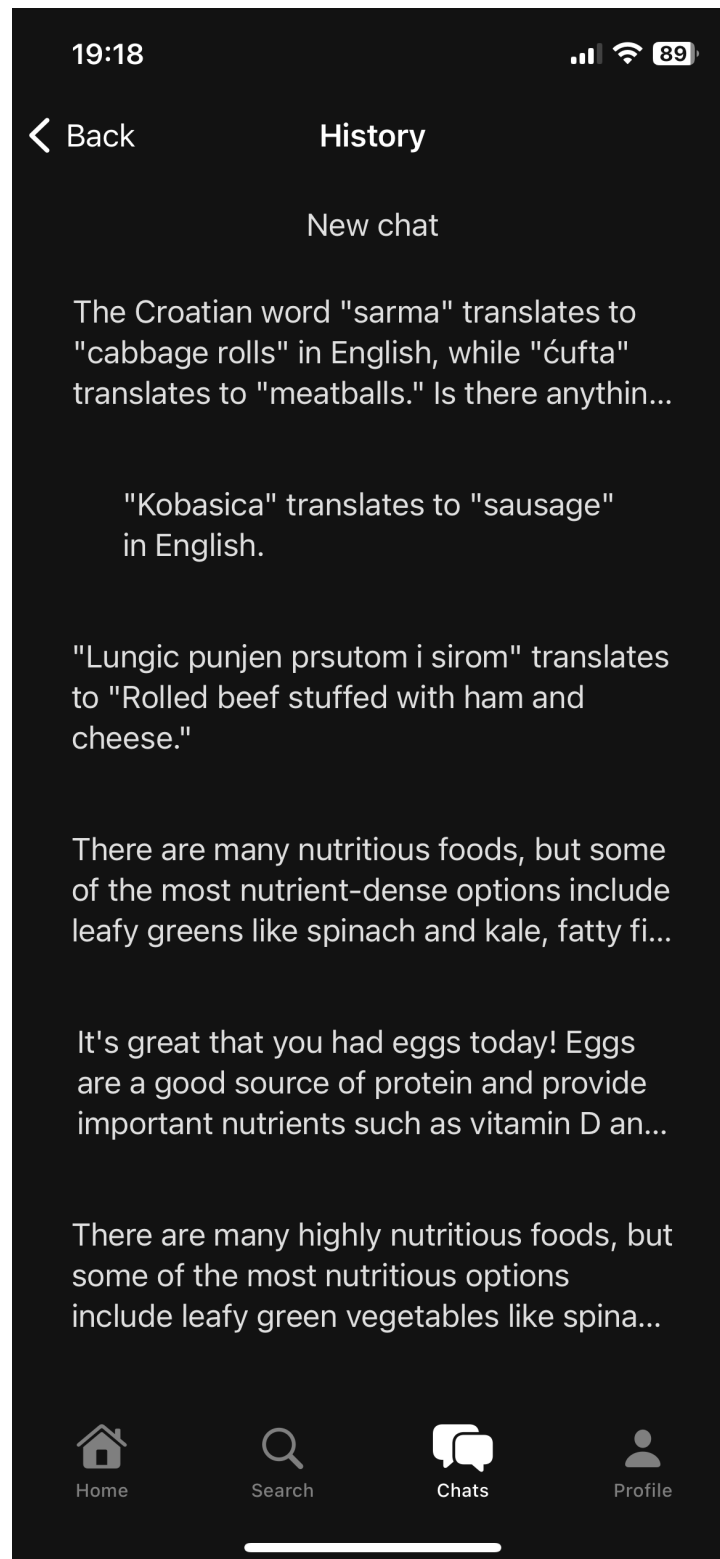 19:18
89
Back
History
New chat
The Croatian word "sarma" translates to
"cabbage rolls" in English, while "ćufta"
translates to "meatballs." Is there anythin...
"Kobasica" translates to "sausage"
in English.
"Lungic punjen prsutom i sirom" translates
to "Rolled beef stuffed with ham and
cheese."
There are many nutritious foods, but some
of the most nutrient-dense options include
leafy greens like spinach and kale, fatty fi...
It's great that you had eggs today! Eggs
are a good source of protein and provide
important nutrients such as vitamin D an...
There are many highly nutritious foods, but
some of the most nutritious options
include leafy green vegetables like spina...
Home
Search
Chats
Profile